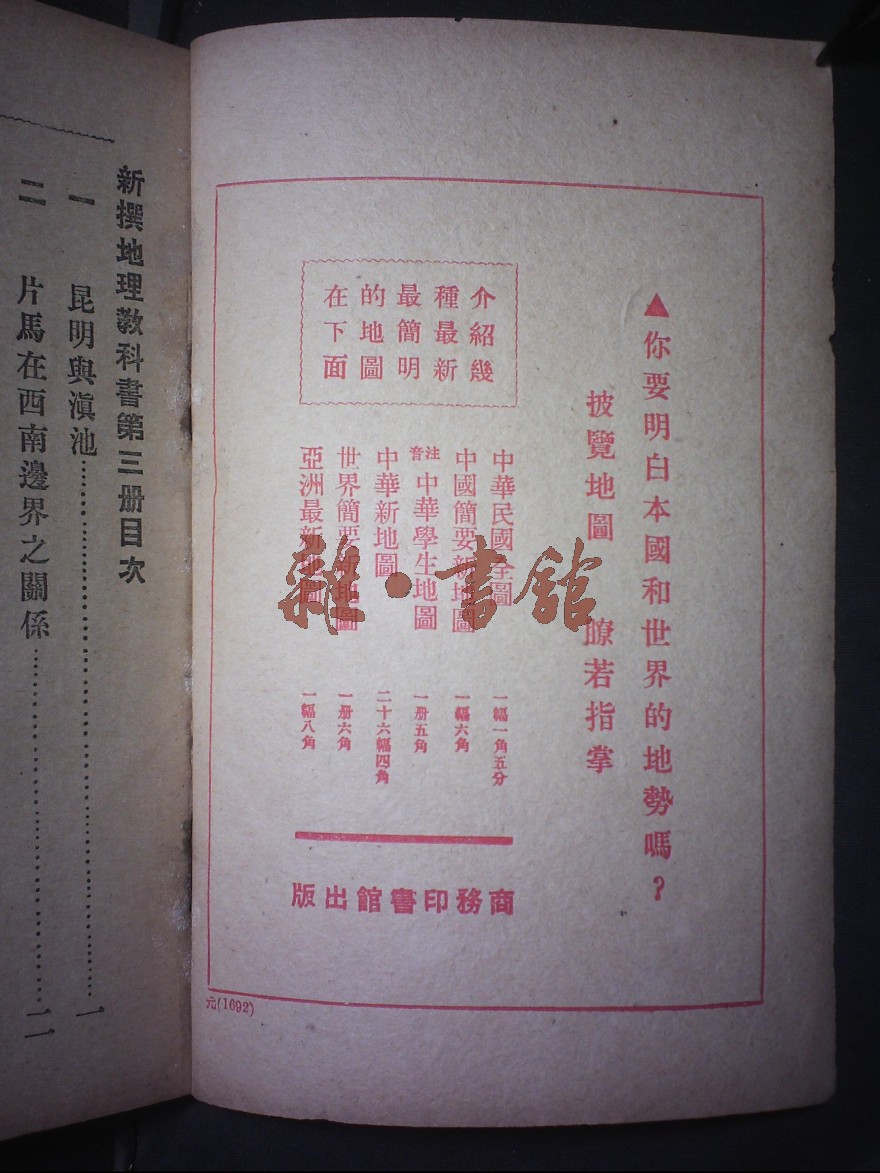 ▲你要明白本國和世界的地勢嗎?
披覽地圖 瞭若指掌
介紹幾
種最新
最簡明
的地圖
在下面
中華民國全圖 一幅一角五分
中國簡要新地圖 一幅六角
注音中華學生地圖 一册五角
中華新地圖 二十六幅四角
世界簡要新地圖 一册六角
亞洲最新地圖 一幅八角
商務印書館出版
元(1692)
雜·書館
新撰地理教科書第三册目次
一 昆明與滇池……………………一
二 片馬在西南邊界之關係……………………二